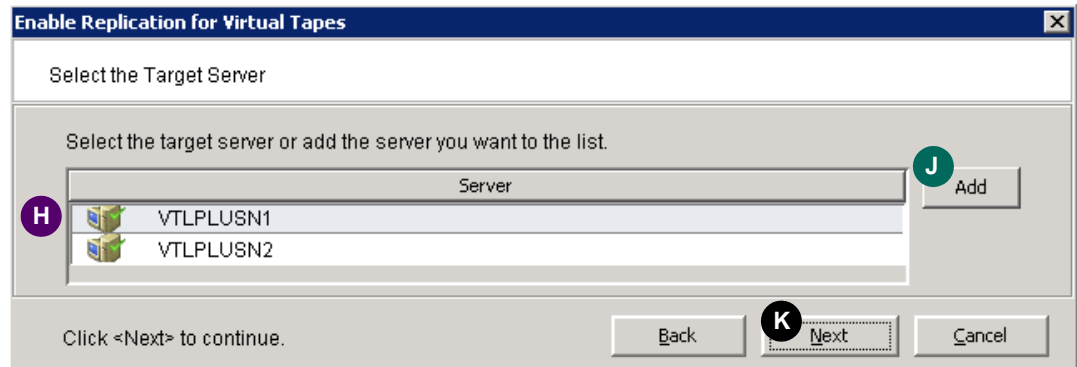 Enable Replication for Virtual Tapes
Select the Target Server
Select the target server or add the server you want to the list.
Server
J
Add
H
VTLPLUSN1
VTLPLUSN2
Click <Next> to continue.
Back
K
Next
Cancel